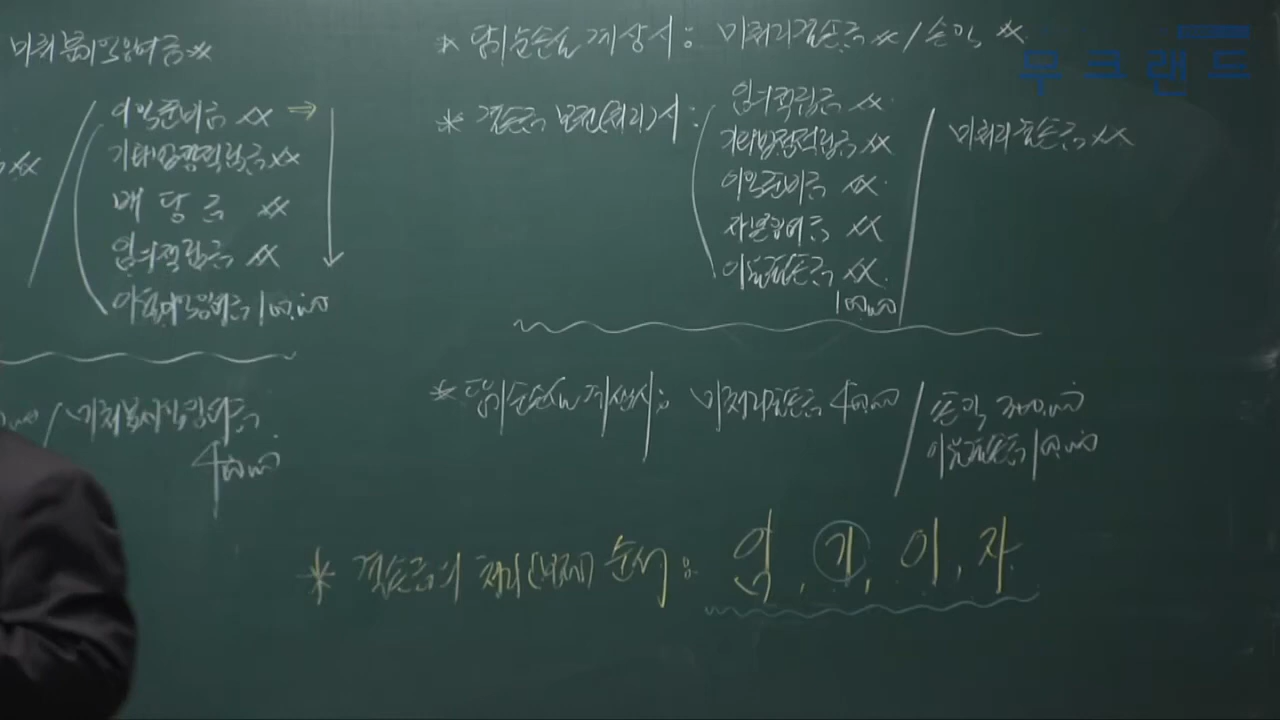 미처분이익잉여금 xx
이익준비금 xx ⇒
기타법정적립금 xx
배 당 금 xx
임의적립금 xx
이월이익잉여금 100,000
xx /
/ 미처분이익잉여금
400,000
* 당기순손실 계상시 : 미처리결손금 xx / 손익 xx
* 결손금 보전(처리)시 : 임의적립금 xx / 미처리결손금 xx
기타법정적립금 xx
이익준비금 xx
자본잉여금 xx
이월결손금 xx
100,000
* 당기순손실 계상시 : 미처리결손금 400,000 / 손익 300,000
이월결손금 100,000
* 결손금의 처리(보전) 순서 : 임, 기, 이, 자
무크랜드